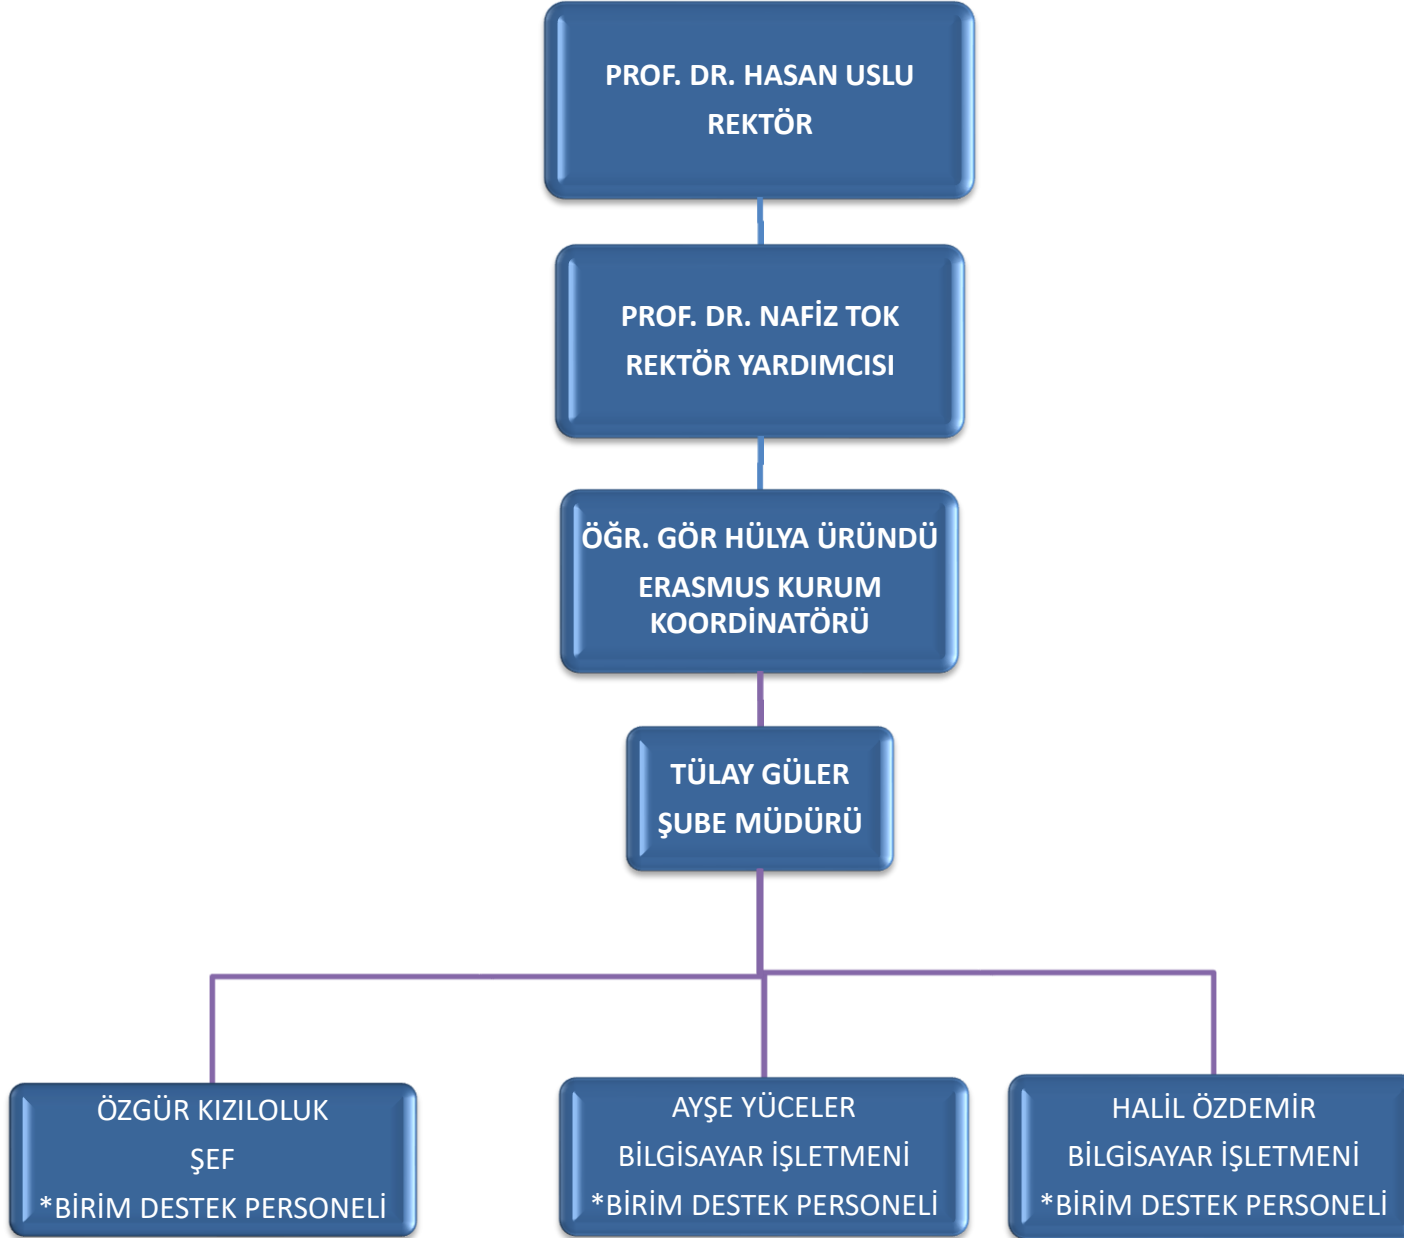 PROF. DR. HASAN USLU
REKTÖR
PROF. DR. NAFİZ TOK
REKTÖR YARDIMCISI
ÖĞR. GÖR HÜLYA ÜRÜNDÜ
ERASMUS KURUM
KOORDİNATÖRÜ
TÜLAY GÜLER
ŞUBE MÜDÜRÜ
ÖZGÜR KIZILOLUK
ŞEF
*BİRİM DESTEK PERSONELİ
AYŞE YÜCELER
BİLGİSAYAR İŞLETMENİ
*BİRİM DESTEK PERSONELİ
HALİL ÖZDEMİR
BİLGİSAYAR İŞLETMENİ
*BİRİM DESTEK PERSONELİ